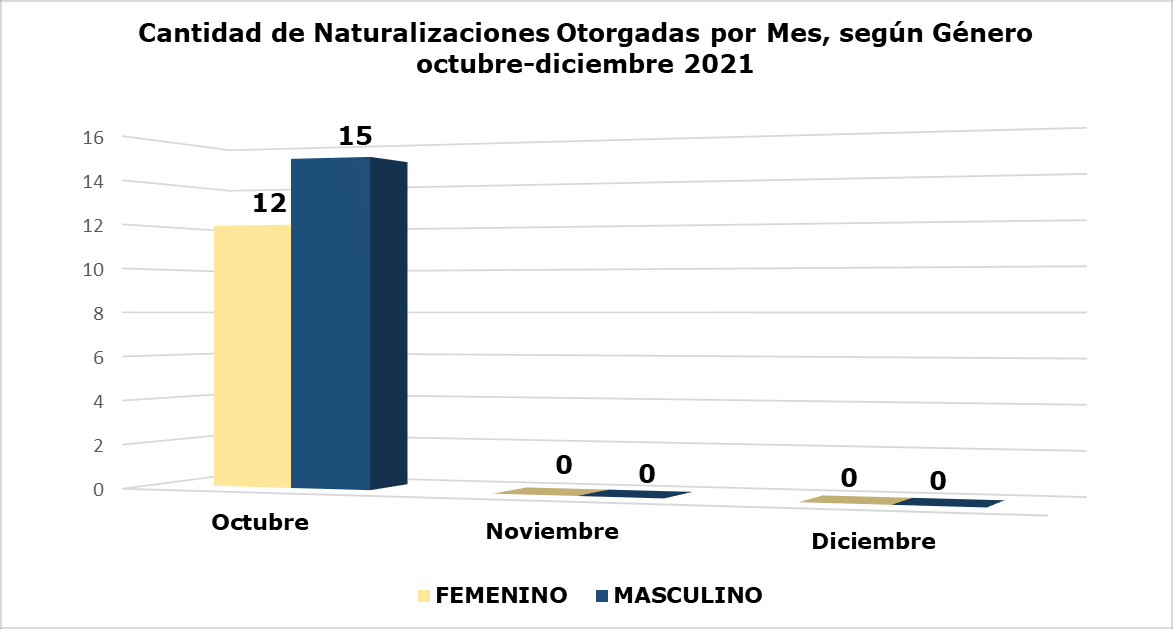 Cantidad de Naturalizaciones Otorgadas por Mes, según Género
octubre-diciembre 2021
16
14
12
10
8
6
4
2
0
12
15
0
0
0
0
Octubre
Noviembre
Diciembre
FEMENINO MASCULINO